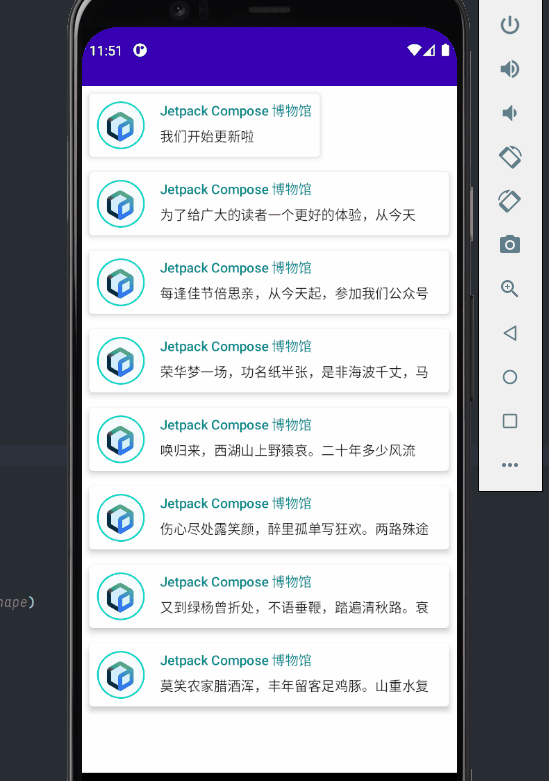 11:51
Jetpack Compose 博物馆
我们开始更新啦
Jetpack Compose 博物馆
为了给广大的读者一个更好的体验，从今天
Jetpack Compose 博物馆
每逢佳节倍思亲，从今天起，参加我们公众号
Jetpack Compose 博物馆
荣华梦一场，功名纸半张，是非海波千丈，马
Jetpack Compose 博物馆
唤归来，西湖山上野猿哀。二十年多少风流
Jetpack Compose 博物馆
伤心尽处露笑颜，醉里孤单写狂欢。两路殊途
hape)
Jetpack Compose 博物馆
又到绿杨曾折处，不语垂鞭，踏遍清秋路。衰
Jetpack Compose 博物馆
莫笑农家腊酒浑，丰年留客足鸡豚。山重水复